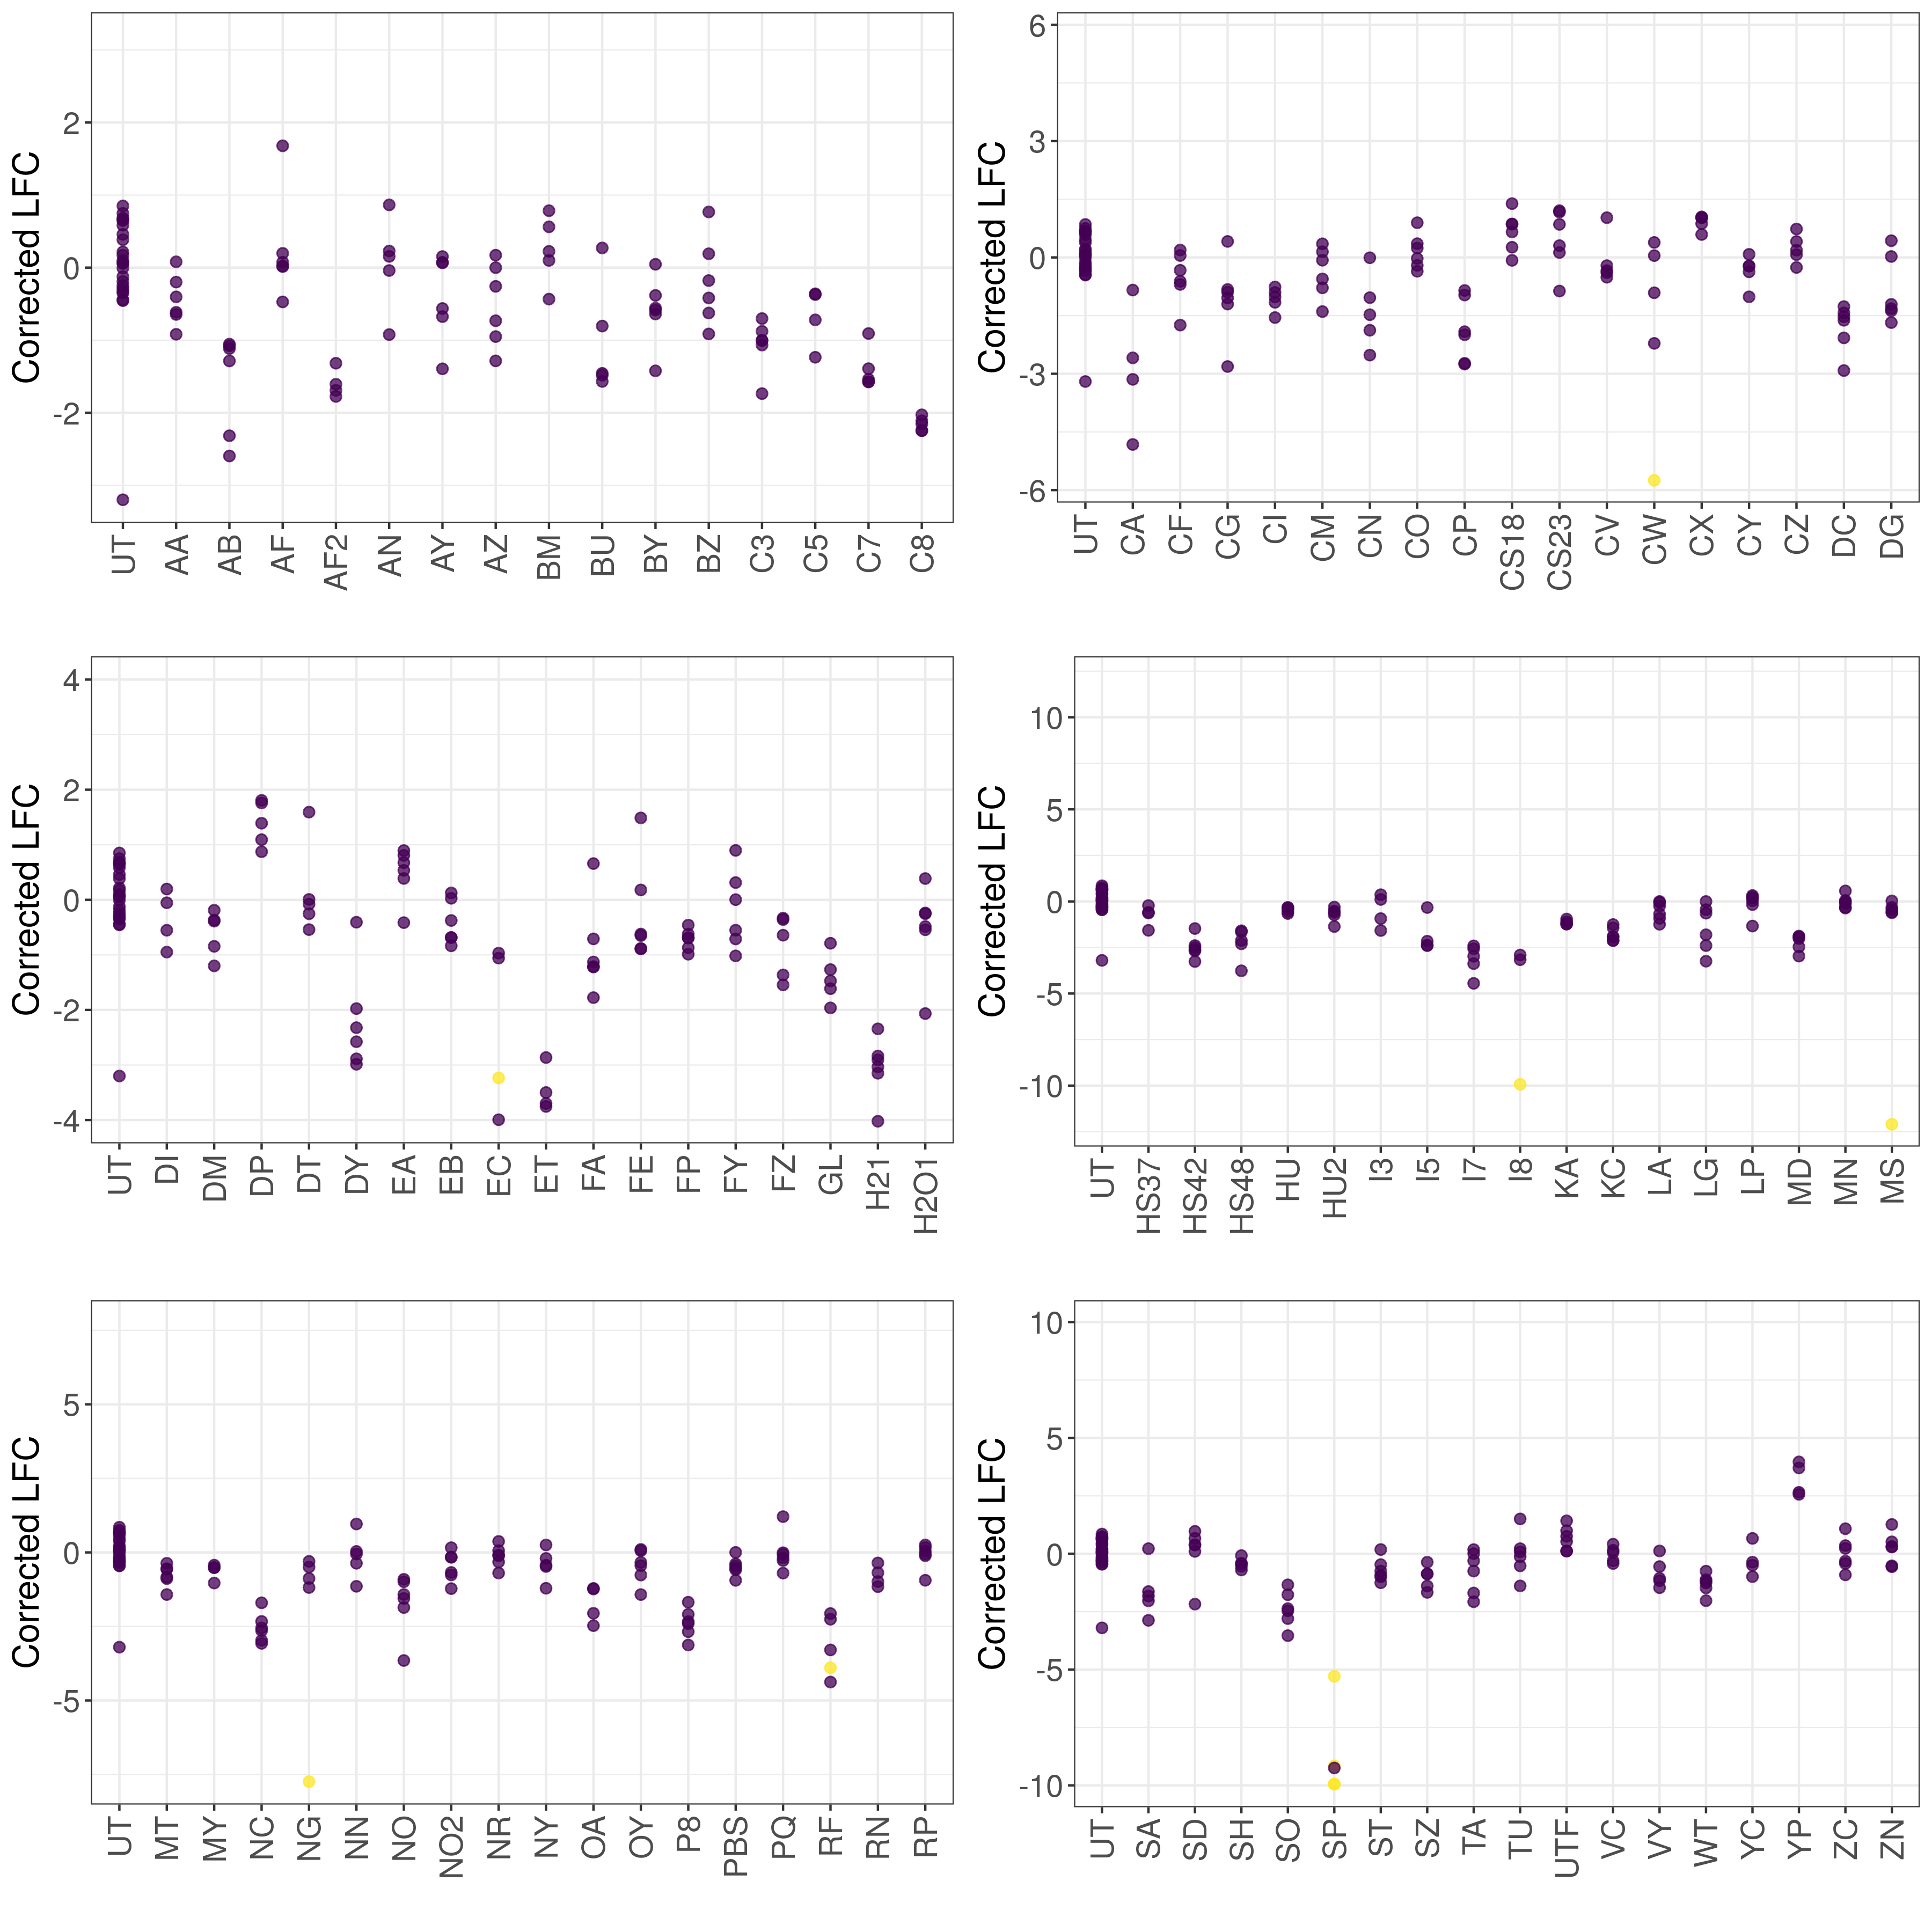 Corrected LFC
2
0
-2
UT AA AB AF AF2 AN AY AZ BM BU BY BZ C3 C5 C7 C8
Corrected LFC
6
3
0
-3
-6
UT CA CF CG CI CM CN CO CP CS18 CS23 CV CW CX CY CZ DC DG
Corrected LFC
4
2
0
-2
-4
UT DI DM DP DT DY EA EB EC ET FA FE FP FY FZ GL H21 H2O1
Corrected LFC
10
5
0
-5
-10
UT HS37 HS42 HS48 HU HU2 I3 I5 I7 I8 KA KC LA LG LP MD MN MS
Corrected LFC
5
0
-5
UT MT MY NC NG NN NO NO2 NR NY OA OY P8 PBS PQ RF RN RP
Corrected LFC
10
5
0
-5
-10
UT SA SD SH SO SP ST SZ TA TU UTF VC VY WT YC YP ZC ZN